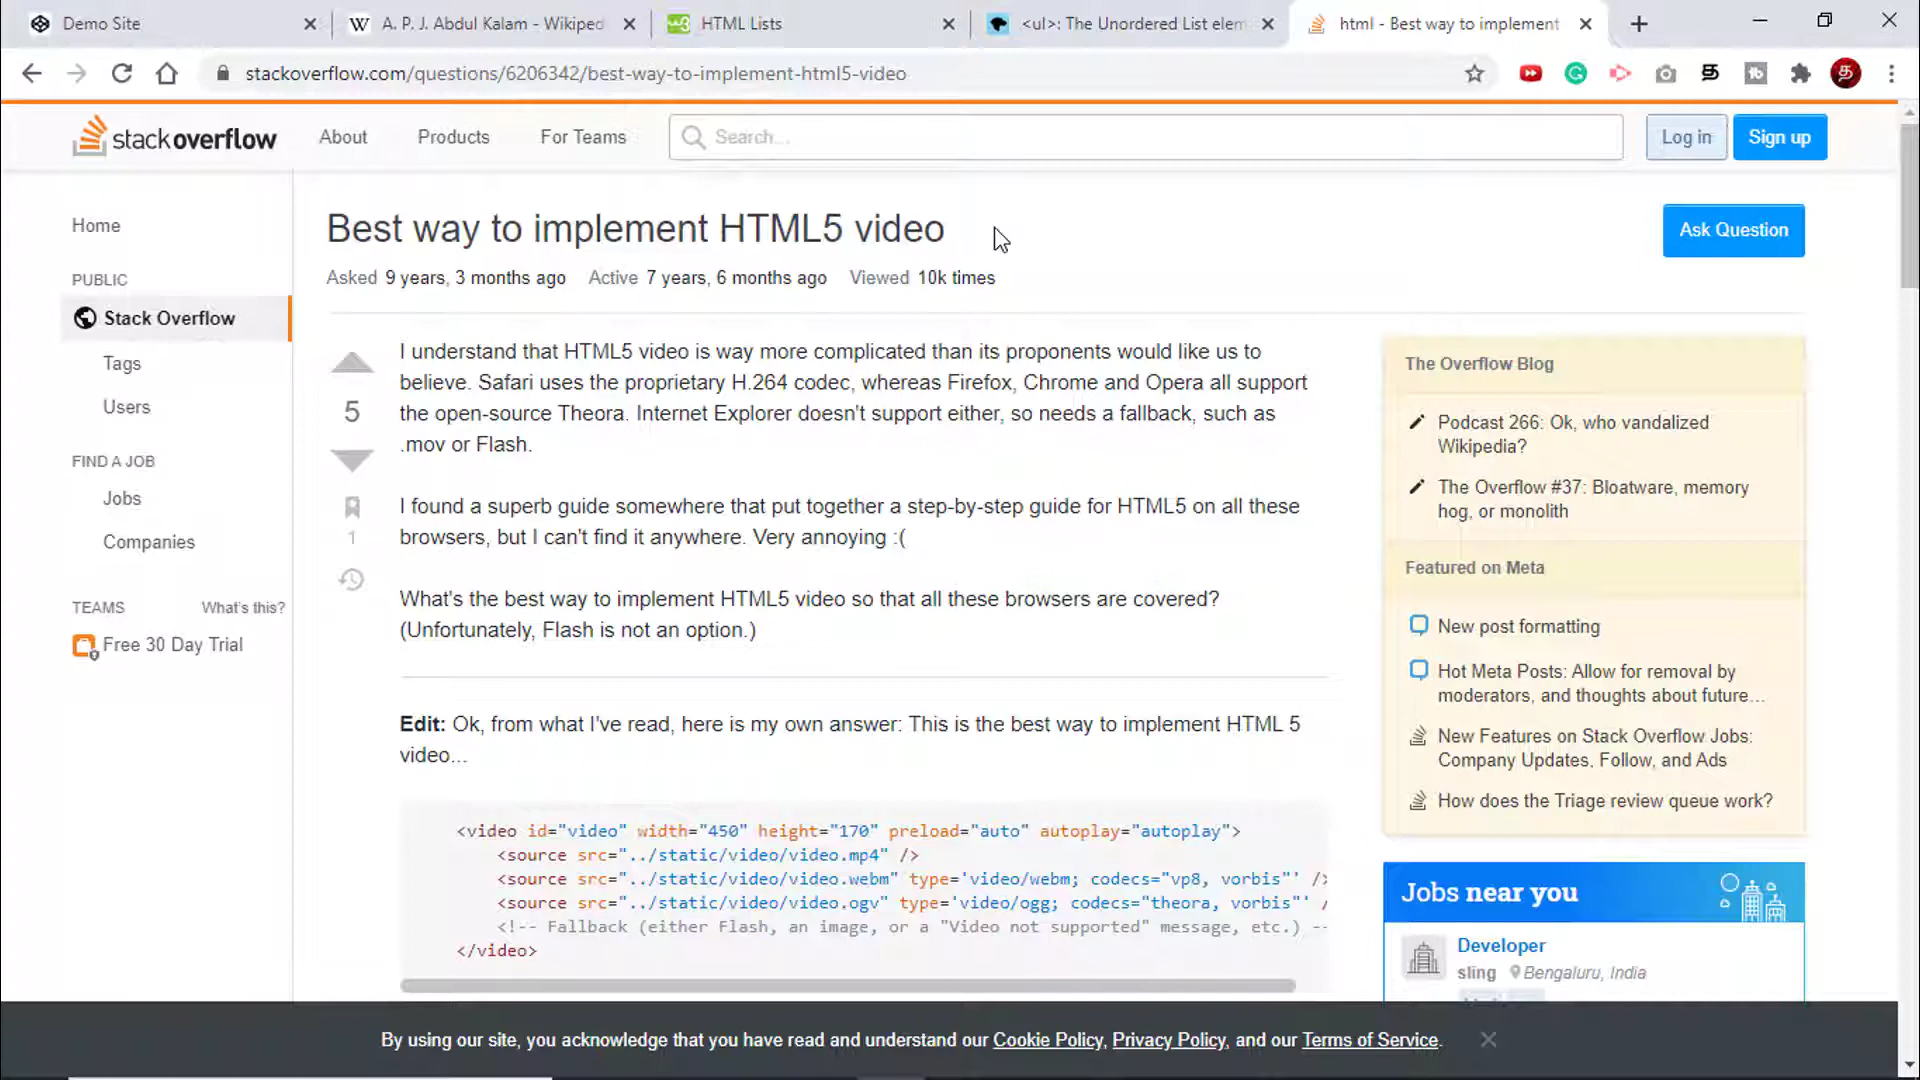 Demo Site
A. P. J. Abdul Kalam - Wikiped
HTML Lists
<ul>: The Unordered List elem
html - Best way to implement
stackoverflow.com/questions/6206342/best-way-to-implement-html5-video
stackoverflow
About
Products
For Teams
Search...
Log in
Sign up
Home
PUBLIC
Stack Overflow
Tags
Users
FIND A JOB
Jobs
Companies
TEAMS
What's this?
Free 30 Day Trial
Best way to implement HTML5 video
Ask Question
Asked 9 years, 3 months ago Active 7 years, 6 months ago Viewed 10k times
5
1
I understand that HTML5 video is way more complicated than its proponents would like us to
believe. Safari uses the proprietary H.264 codec, whereas Firefox, Chrome and Opera all support
the open-source Theora. Internet Explorer doesn't support either, so needs a fallback, such as
.mov or Flash.
I found a superb guide somewhere that put together a step-by-step guide for HTML5 on all these
browsers, but I can't find it anywhere. Very annoying :(
What's the best way to implement HTML5 video so that all these browsers are covered?
(Unfortunately, Flash is not an option.)
Edit: Ok, from what I've read, here is my own answer: This is the best way to implement HTML 5
video...
<video id="video" width="450" height="170" preload="auto" autoplay="autoplay">
<source src="../static/video/video.mp4" />
<source src="../static/video/video.webm" type='video/webm; codecs="vp8, vorbis"' />
<source src="../static/video/video.ogv" type='video/ogg; codecs="theora, vorbis"' /
<!-- Fallback (either Flash, an image, or a "Video not supported" message, etc.) --
</video>
The Overflow Blog
Podcast 266: Ok, who vandalized
Wikipedia?
The Overflow #37: Bloatware, memory
hog, or monolith
Featured on Meta
New post formatting
Hot Meta Posts: Allow for removal by
moderators, and thoughts about future...
New Features on Stack Overflow Jobs:
Company Updates, Follow, and Ads
How does the Triage review queue work?
Jobs near you
Developer
sling Bengaluru, India
By using our site, you acknowledge that you have read and understand our Cookie Policy, Privacy Policy, and our Terms of Service.